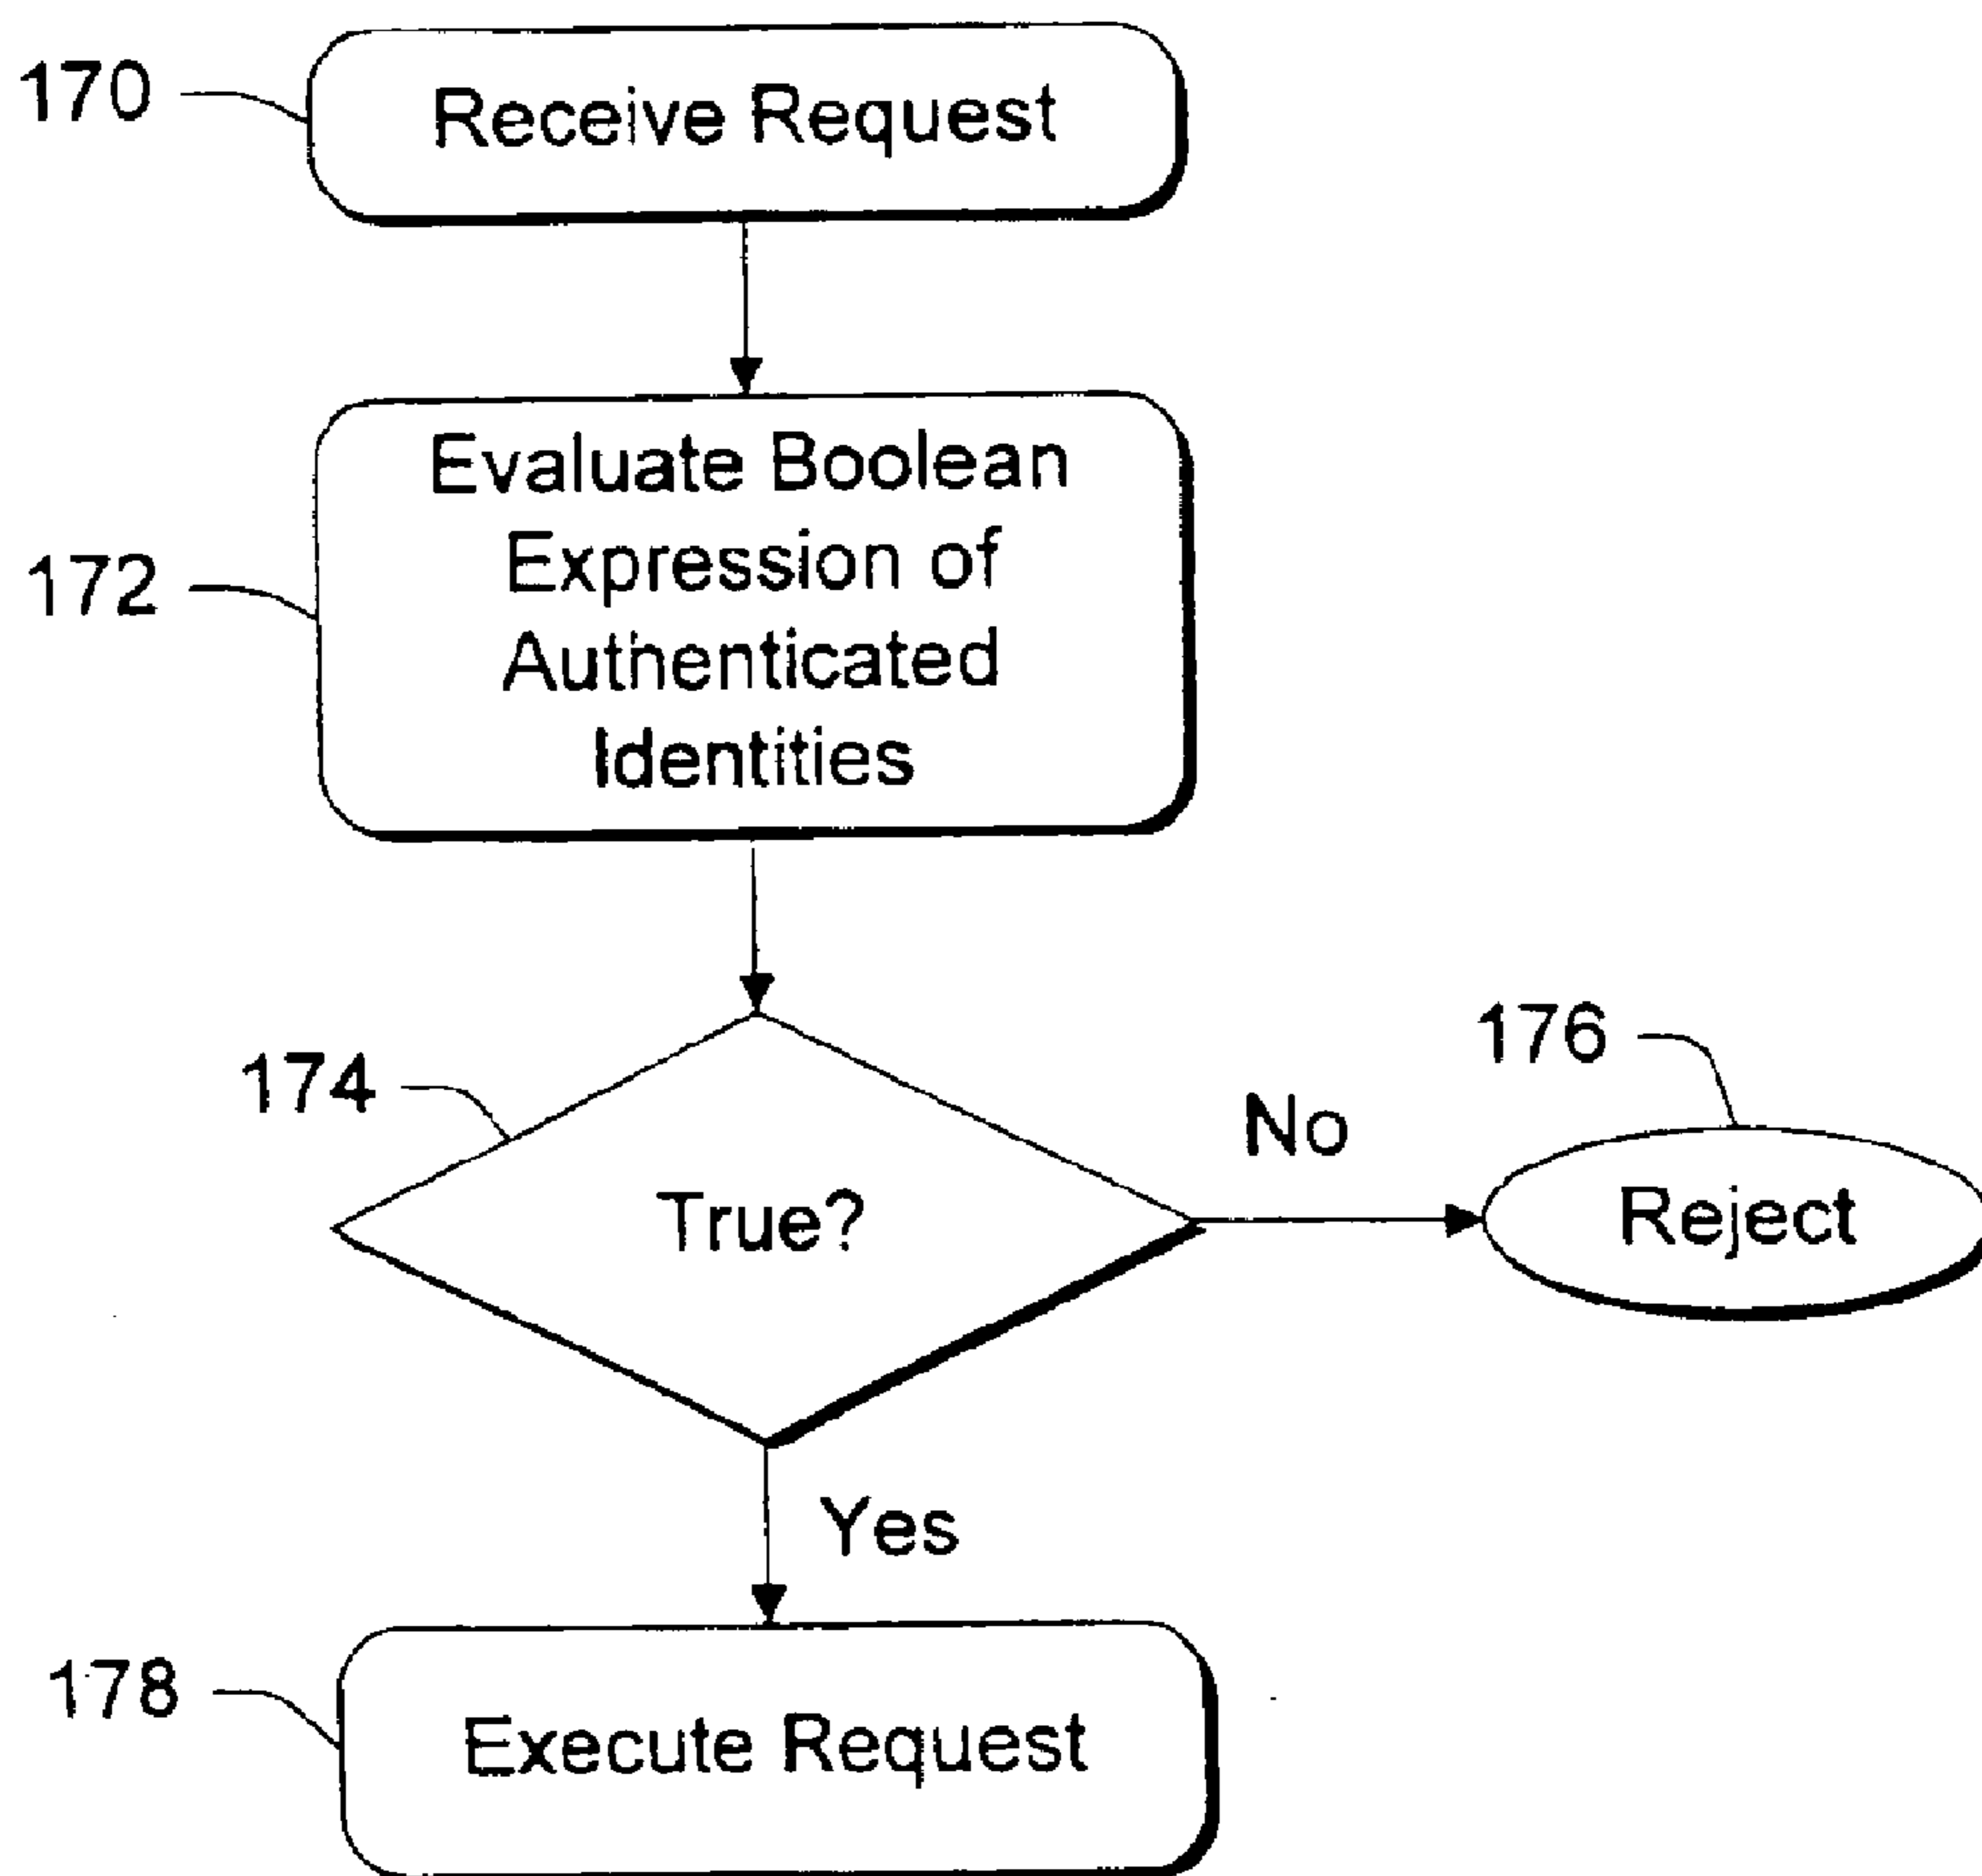 170
Receive Request
172
Evaluate Boolean
Expression of
Authenticated
Identities
174
True?
No
176
Reject
Yes
178
Execute Request